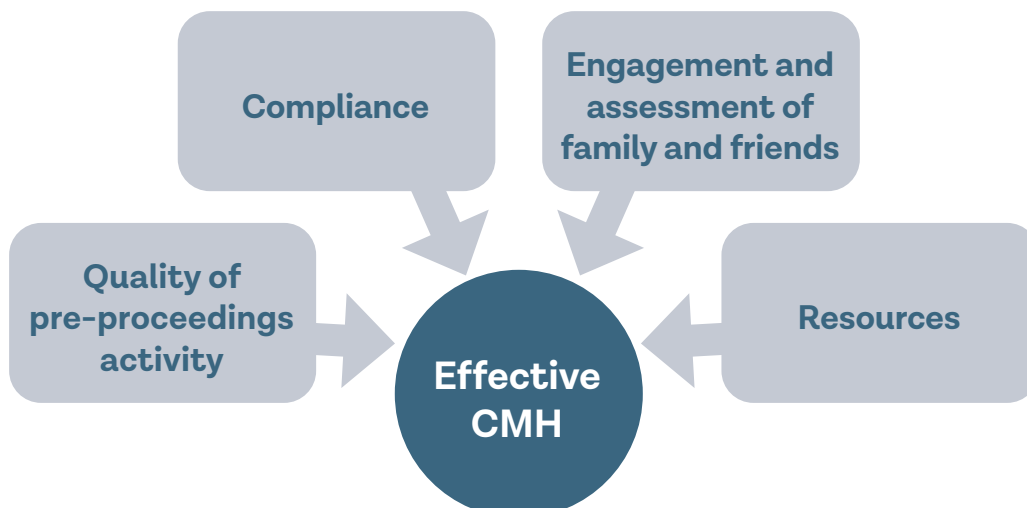 Compliance
Engagement and
assessment of
family and friends
Quality of
pre-proceedings
activity
Resources
Effective
CMH